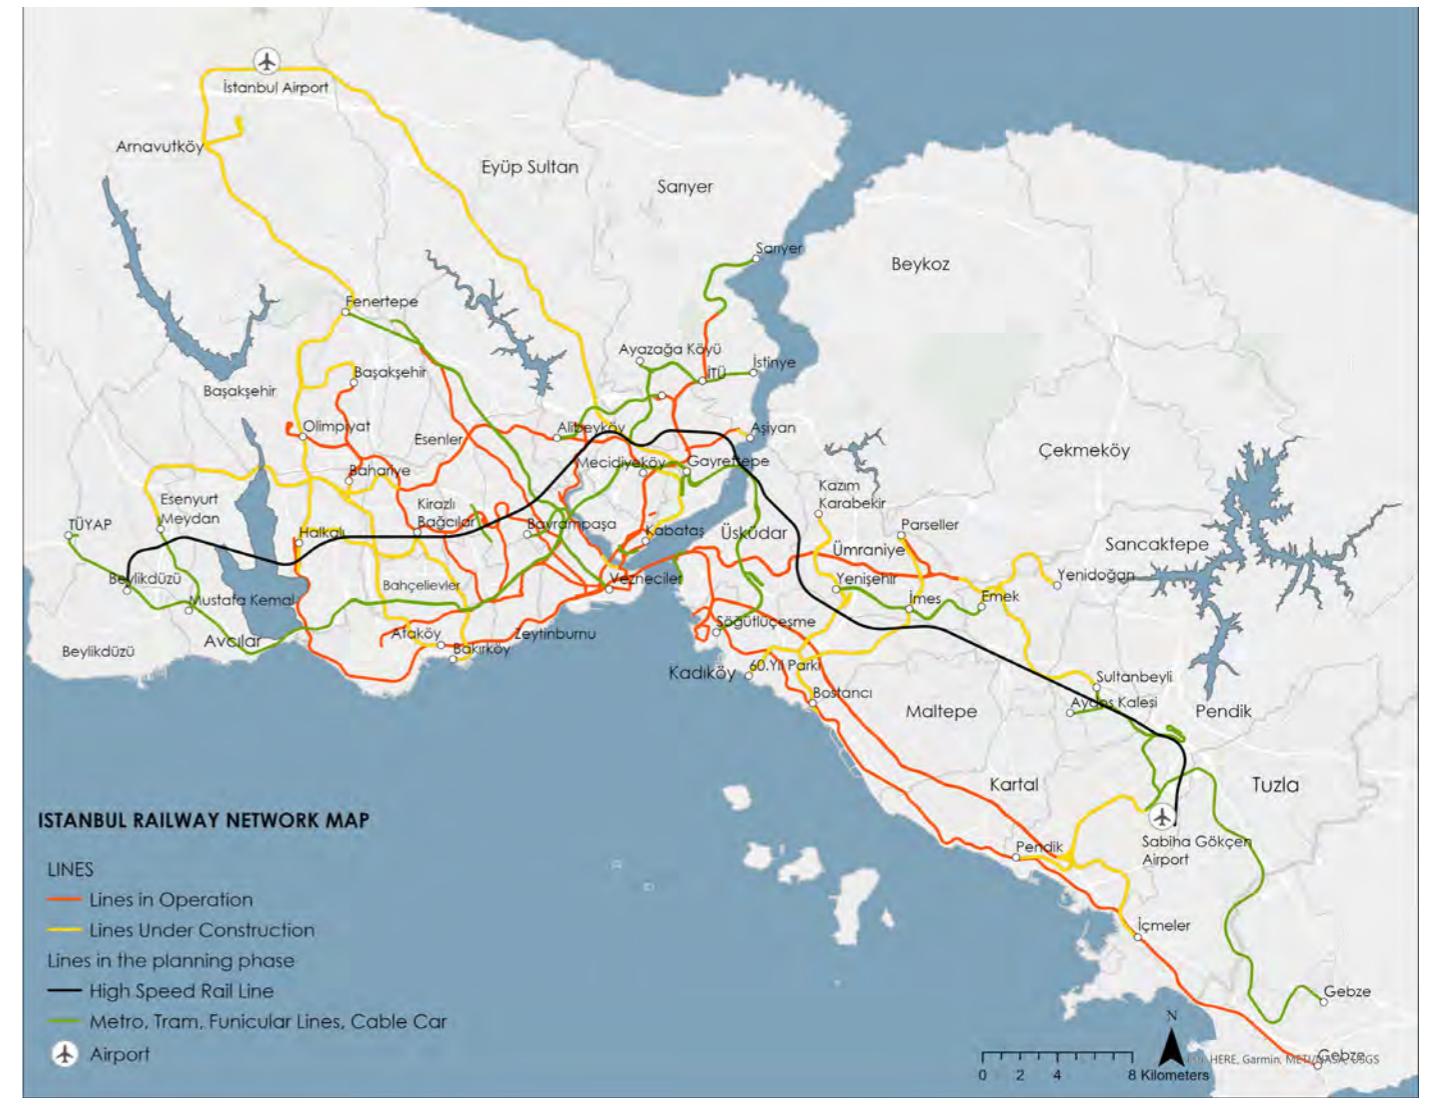 İstanbul Airport
Arnavutköy
Eyüp Sultan
Sarıyer
Sarıyer
Beykoz
Fenertepe
Ayazağa Köyü
İTÜ
İstinye
Başakşehir
Başakşehir
Olimpiyat
Esenler
Alibeyköy
Aşiyan
Çekmeköy
Bahariye
Mecidiyeköy
Gayrettepe
Kazım
Karabekir
Esenyurt
Meydan
Kirazlı
Bağcılar
TÜYAP
Halkalı
Bayrampaşa
Kabataş
Üsküdar
Parseller
Ümraniye
Sancaktepe
Beylikdüzü
Bahçelievler
Vezneciler
Yenişehir
İmes
Emek
Yenidoğan
Mustafa Kemal
Avcılar
Ataköy
Bakırköy
Zeytinburnu
Söğütlüçeşme
Beylikdüzü
Kadıköy
60.Yıl Parkı
Bostancı
Sultanbeyli
Aydos Kalesi
Maltepe
Pendik
Kartal
Tuzla
ISTANBUL RAILWAY NETWORK MAP
Pendik
Sabiha Gökçen
Airport
LINES
Lines in Operation
Lines Under Construction
Lines in the planning phase
High Speed Rail Line
Metro, Tram, Funicular Lines, Cable Car
Airport
İçmeler
Gebze
N
Gebze
HERE, Garmin, METI/NASA, USGS
0 2 4 8 Kilometers